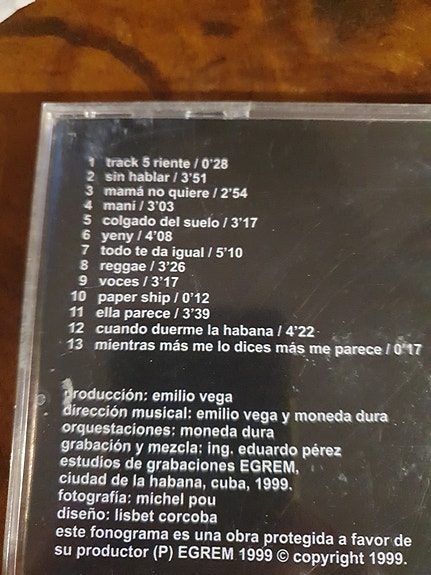 1 track 5 riente / 0'28
2 sin hablar / 3'51
3 mamá no quiere / 2'54
4 mani / 3'03
5 colgado del suelo / 3'17
6 yeny / 4'08
7 todo te da igual / 5'10
8 reggae / 3'26
9 voces / 3'17
10 paper ship / 0'12
11 ella parece / 3'39
12 cuando duerme la habana / 4'22
13 mientras más me lo dices más me parece / 0'17
producción: emilio vega
dirección musical: emilio vega y moneda dura
orquestaciones: moneda dura
grabación y mezcla: ing. eduardo pérez
estudios de grabaciones EGREM,
ciudad de la habana, cuba, 1999.
fotografía: michel pou
diseño: lisbet corcoba
este fonograma es una obra protegida a favor de
su productor (P) EGREM 1999 © copyright 1999.